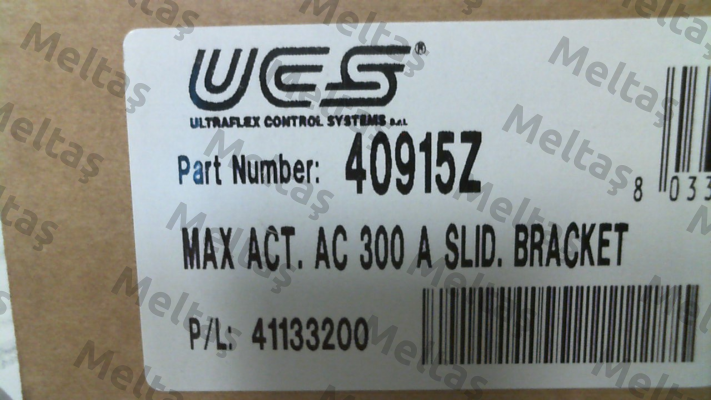 UCS®
ULTRAFLEX CONTROL SYSTEMS s.r.l.
Part Number: 40915Z
8 033
MAX ACT. AC 300 A SLID. BRACKET
P/L: 41133200
Meltaş